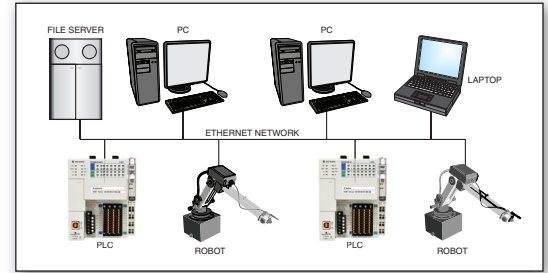 FILE SERVER
PC
PC
LAPTOP
ETHERNET NETWORK
PLC
ROBOT
PLC
ROBOT